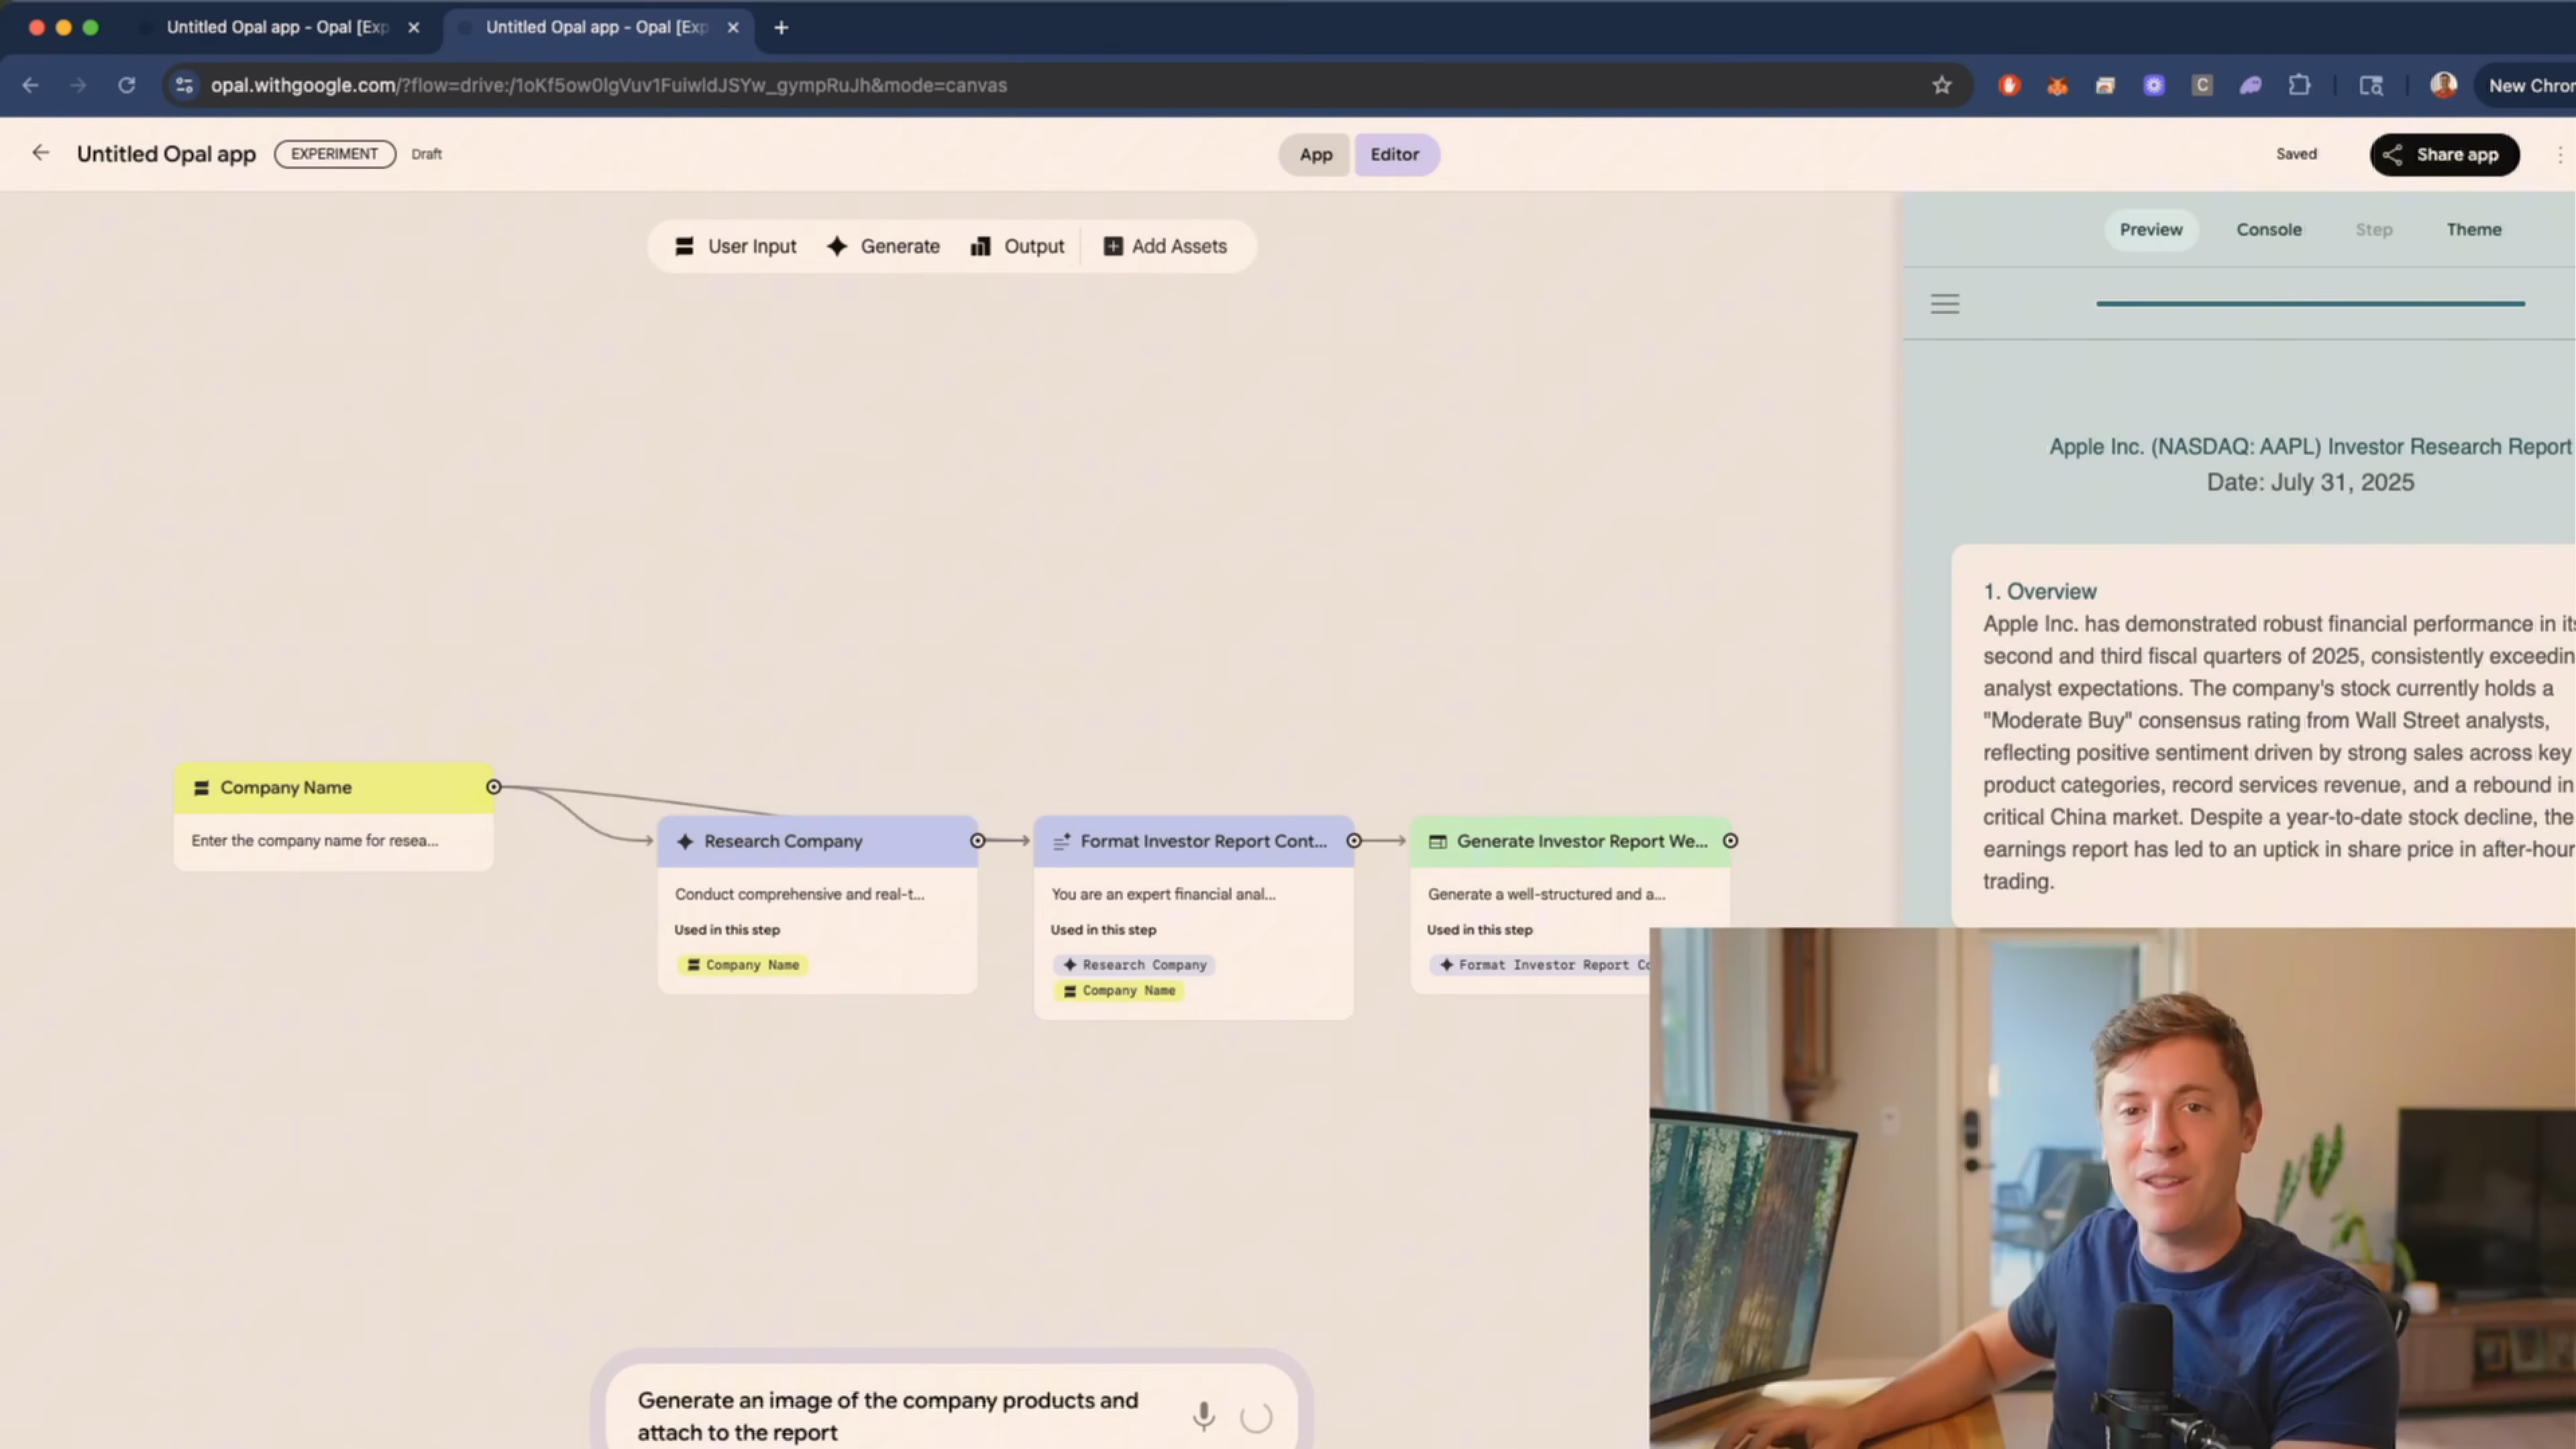 Untitled Opal app - Opal [Exp
Untitled Opal app - Opal [Exp
opal.withgoogle.com/?flow=drive:/1oKf5ow0lgVuv1FuiwldJSYw_gympRuJh&mode=canvas
C
New Chrom
Untitled Opal app
EXPERIMENT
Draft
App
Editor
Saved
Share app
User Input
Generate
Output
Add Assets
Preview
Console
Step
Theme
Apple Inc. (NASDAQ: AAPL) Investor Research Report
Date: July 31, 2025
1. Overview
Apple Inc. has demonstrated robust financial performance in its
second and third fiscal quarters of 2025, consistently exceedin
analyst expectations. The company's stock currently holds a
"Moderate Buy" consensus rating from Wall Street analysts,
reflecting positive sentiment driven by strong sales across key
product categories, record services revenue, and a rebound in
critical China market. Despite a year-to-date stock decline, the
earnings report has led to an uptick in share price in after-hour
trading.
Company Name
Enter the company name for resea...
Research Company
Conduct comprehensive and real-t...
Used in this step
Company Name
Format Investor Report Cont...
You are an expert financial anal...
Used in this step
Research Company
Company Name
Generate Investor Report We...
Generate a well-structured and a...
Used in this step
Format Investor Report Co
Generate an image of the company products and
attach to the report